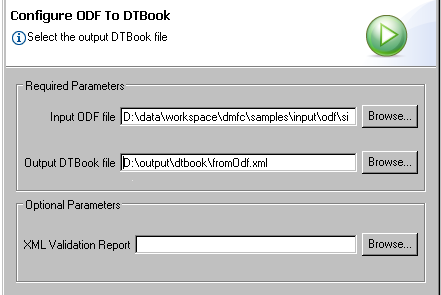 Configure ODF To DTBook
Select the output DTBook file
Required Parameters
Input ODF file D:\data\workspace\dmfc\samples\input\odf\si Browse...
Output DTBook file D:\output\dtbook\fromOdf.xml Browse...
Optional Parameters
XML Validation Report Browse...